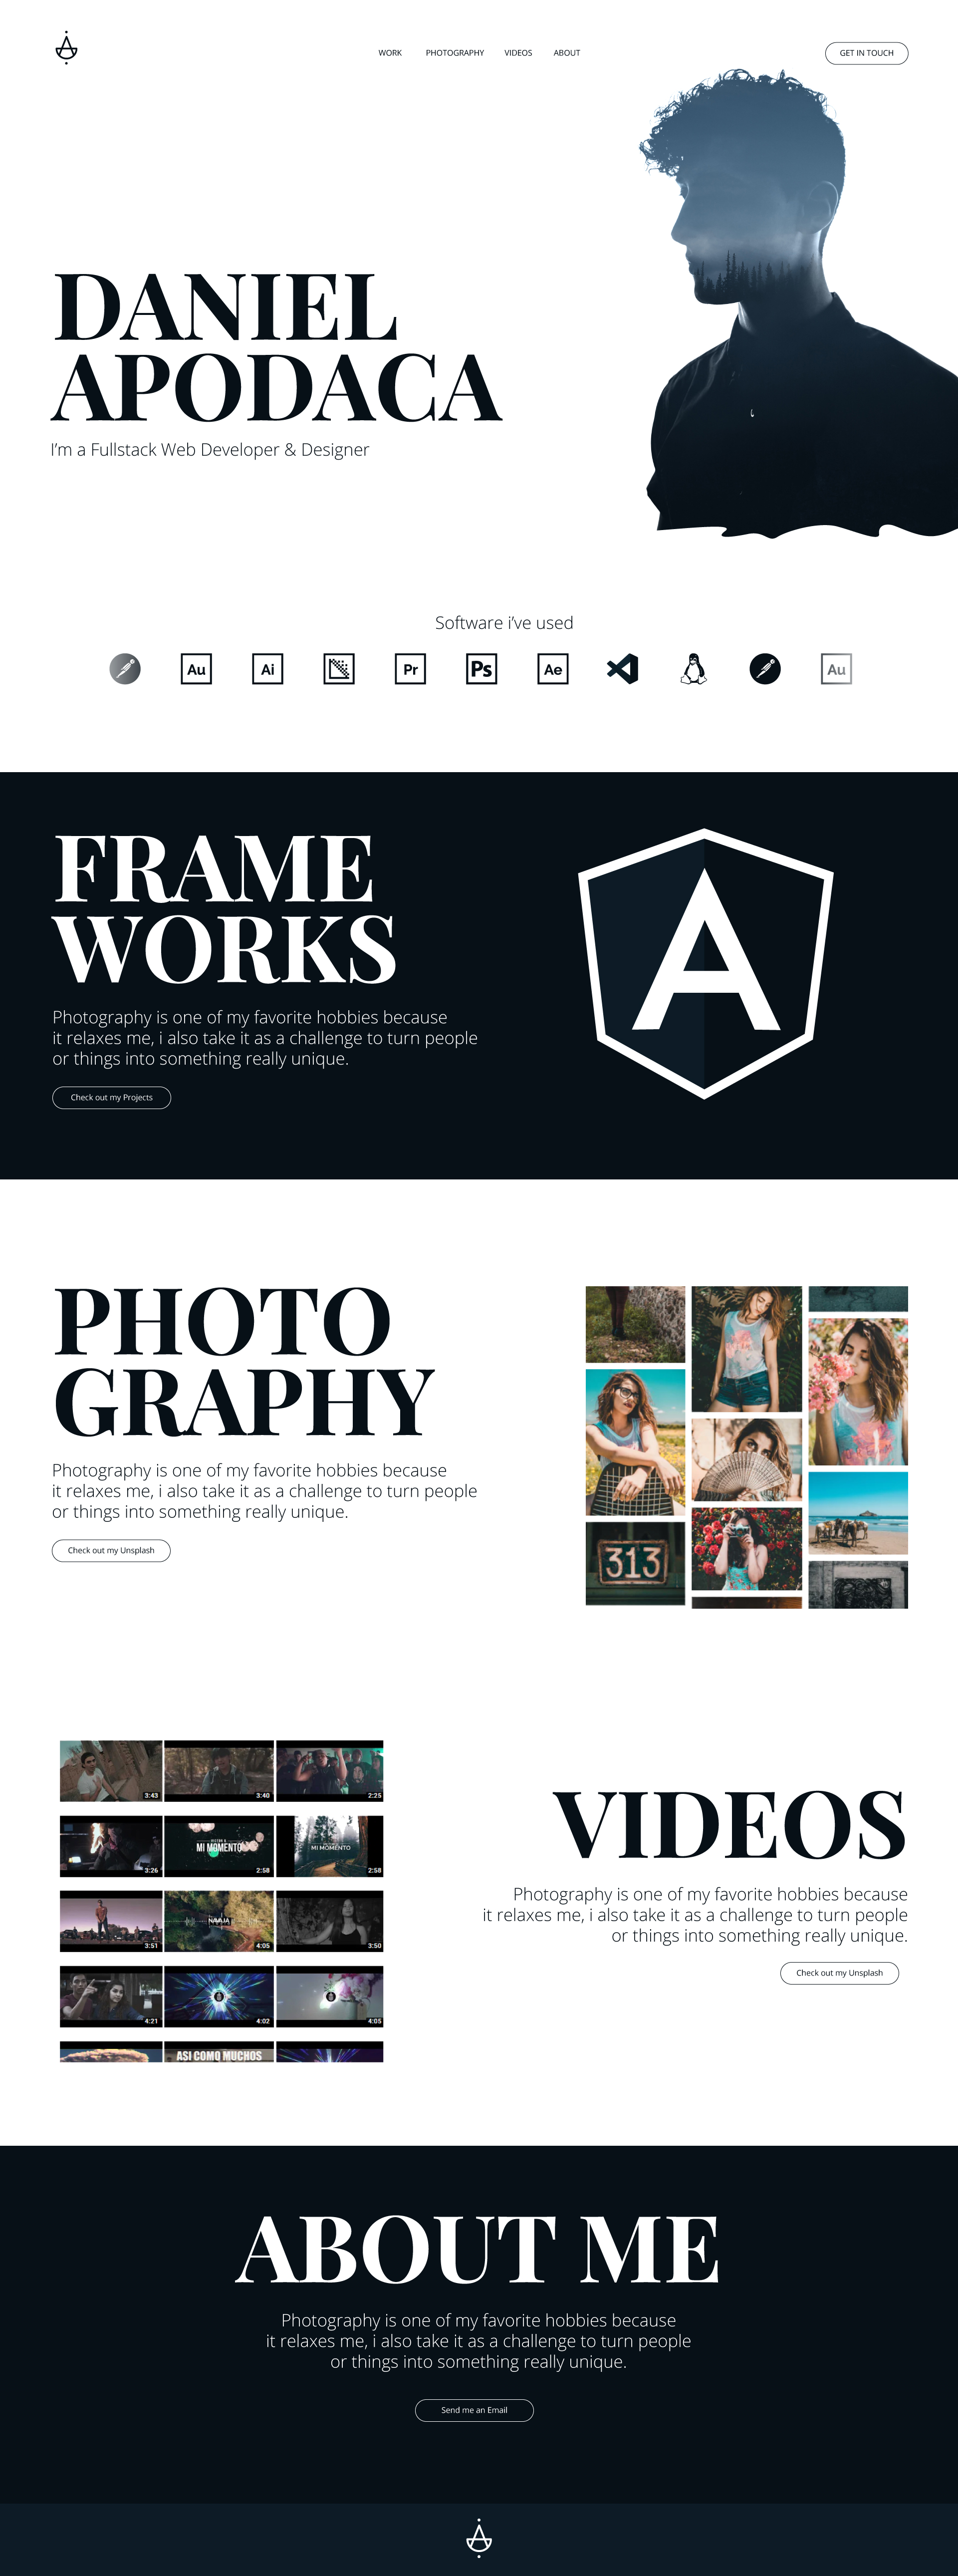 WORK PHOTOGRAPHY VIDEOS ABOUT GET IN TOUCH
DANIEL
APODACA
I'm a Fullstack Web Developer & Designer
Software i've used
Au Ai Pr Ps Ae Au
FRAME
WORKS
Photography is one of my favorite hobbies because
it relaxes me, i also take it as a challenge to turn people
or things into something really unique.
Check out my Projects
A
PHOTO
GRAPHY
Photography is one of my favorite hobbies because
it relaxes me, i also take it as a challenge to turn people
or things into something really unique.
Check out my Unsplash
313
3:43 3:40 2:25
MI MOMENTO
MI MOMENTO
3:26 2:58 2:58
NAVAJA
3:51 4:05 3:50
4:21 4:02 4:05
ASI COMO MUCHOS
VIDEOS
Photography is one of my favorite hobbies because
it relaxes me, i also take it as a challenge to turn people
or things into something really unique.
Check out my Unsplash
ABOUT ME
Photography is one of my favorite hobbies because
it relaxes me, i also take it as a challenge to turn people
or things into something really unique.
Send me an Email